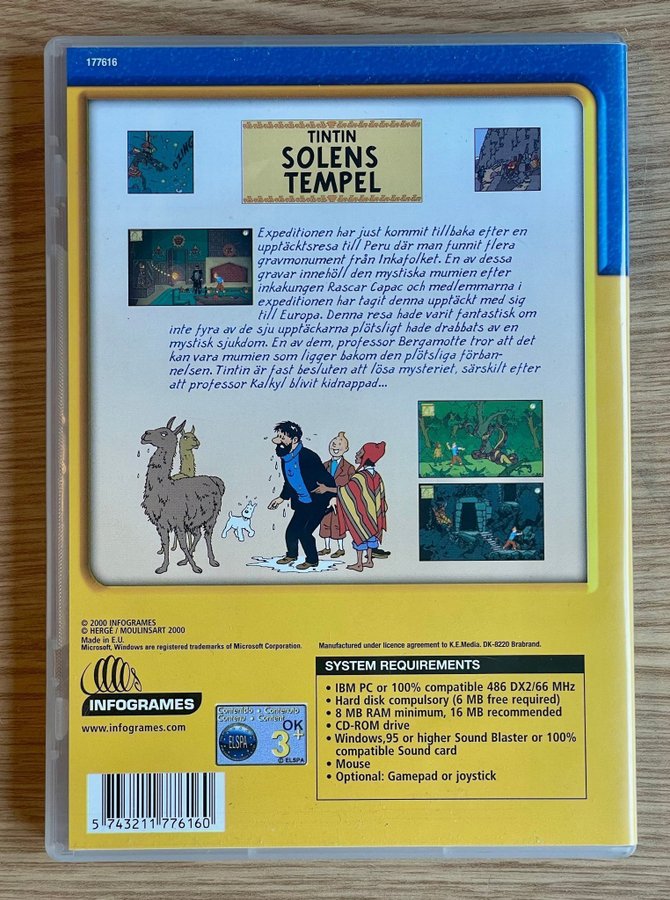 177616
TINTIN
SOLENS
TEMPEL
Expeditionen har just kommit tillbaka efter en
upptäcktsresa till Peru där man funnit flera
gravmonument från Inkafolket. En av dessa
gravar innehöll den mystiska mumien efter
inkakungen Rascar Capac och medlemmarna i
expeditionen har tagit denna upptäckt med sig
till Europa. Denna resa hade varit fantastisk om
inte fyra av de sju upptäckarna plötsligt hade drabbats av en
mystisk sjukdom. En av dem, professor Bergamotte tror att det
kan vara mumien som ligger bakom den plötsliga förban-
nelsen. Tintin är fast besluten att lösa mysteriet, särskilt efter
att professor Kalkyl blivit kidnappad...
© 2000 INFOGRAMES
© HERGÉ / MOULINSART 2000
Made in E.U.
Microsoft, Windows are registered trademarks of Microsoft Corporation.
Manufactured under licence agreement to K.E.Media. DK-8220 Brabrand.
INFOGRAMES
www.infogrames.com
Contenido • Contenuto
Contenu • Content
OK
3+
ELSPA
© ELSPA
SYSTEM REQUIREMENTS
• IBM PC or 100% compatible 486 DX2/66 MHz
• Hard disk compulsory (6 MB free required)
• 8 MB RAM minimum, 16 MB recommended
• CD-ROM drive
• Windows,95 or higher Sound Blaster or 100%
compatible Sound card
• Mouse
• Optional: Gamepad or joystick
5 743211 776160